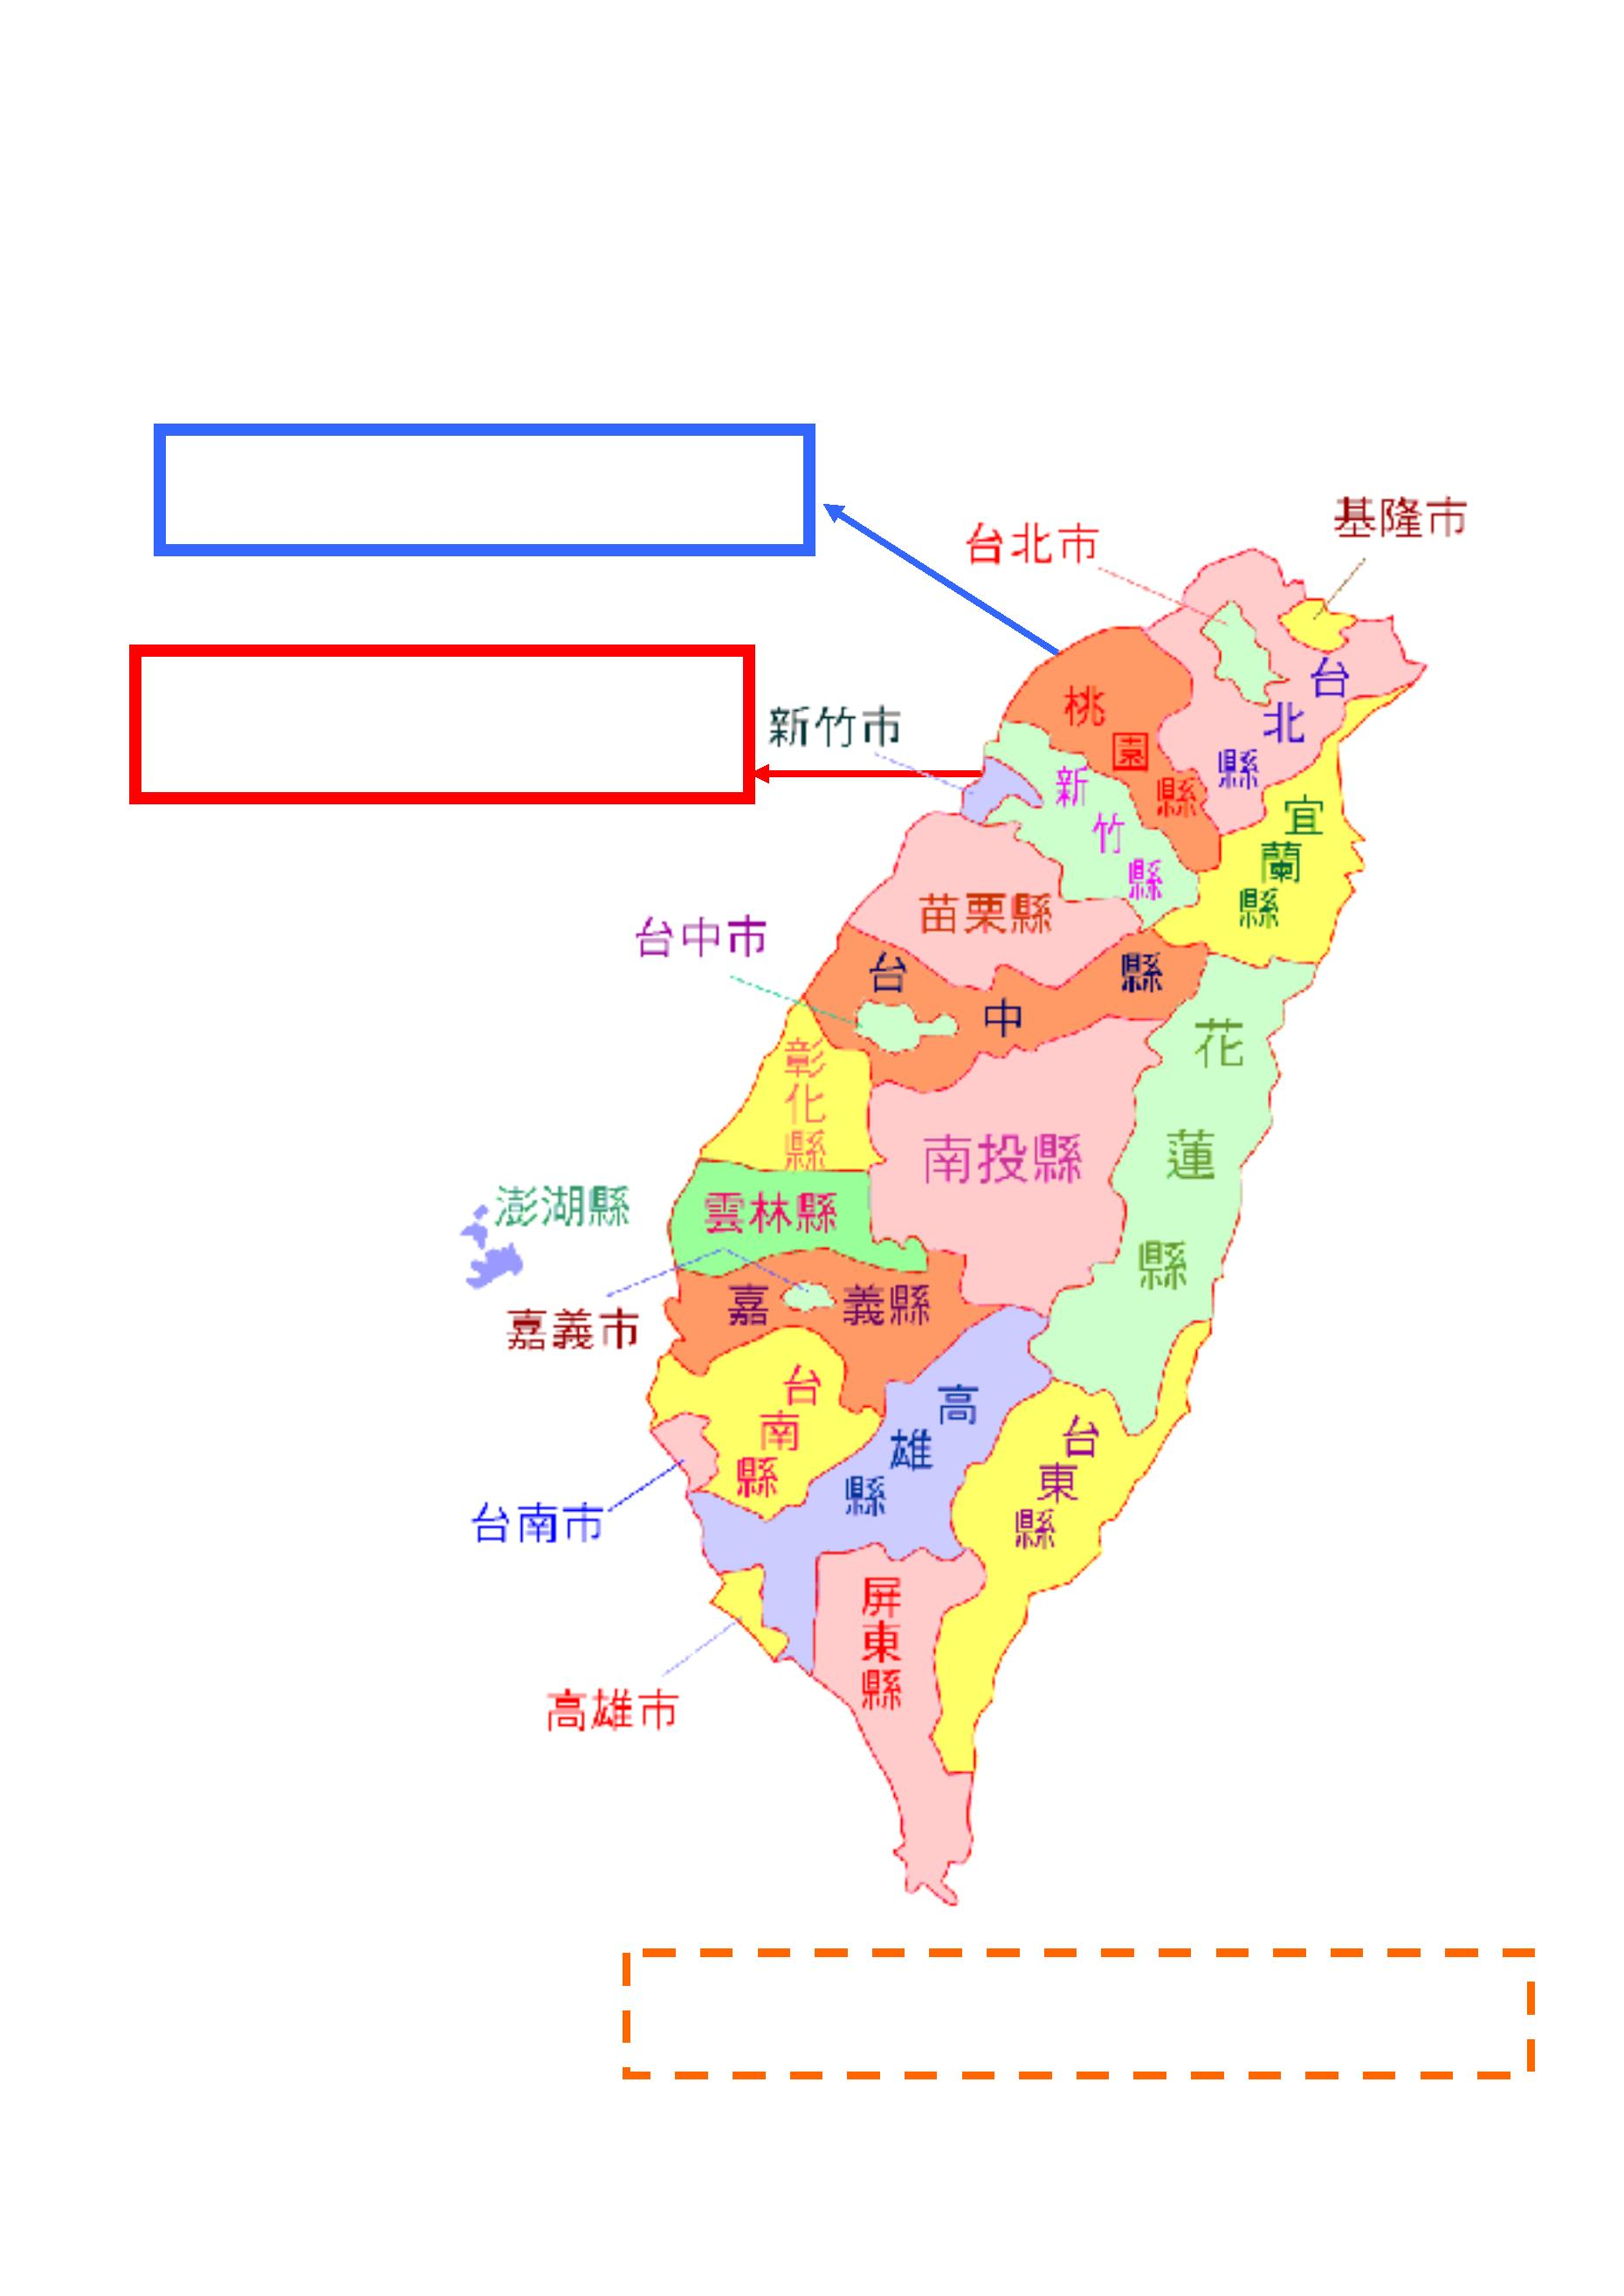 基隆市
台北市
台北縣
桃園縣
新竹市
新竹縣
宜蘭縣
苗栗縣
台中市
台中縣
花蓮縣
彰化縣
南投縣
澎湖縣
雲林縣
嘉義市
嘉義縣
台南縣
高雄縣
台東縣
台南市
屏東縣
高雄市